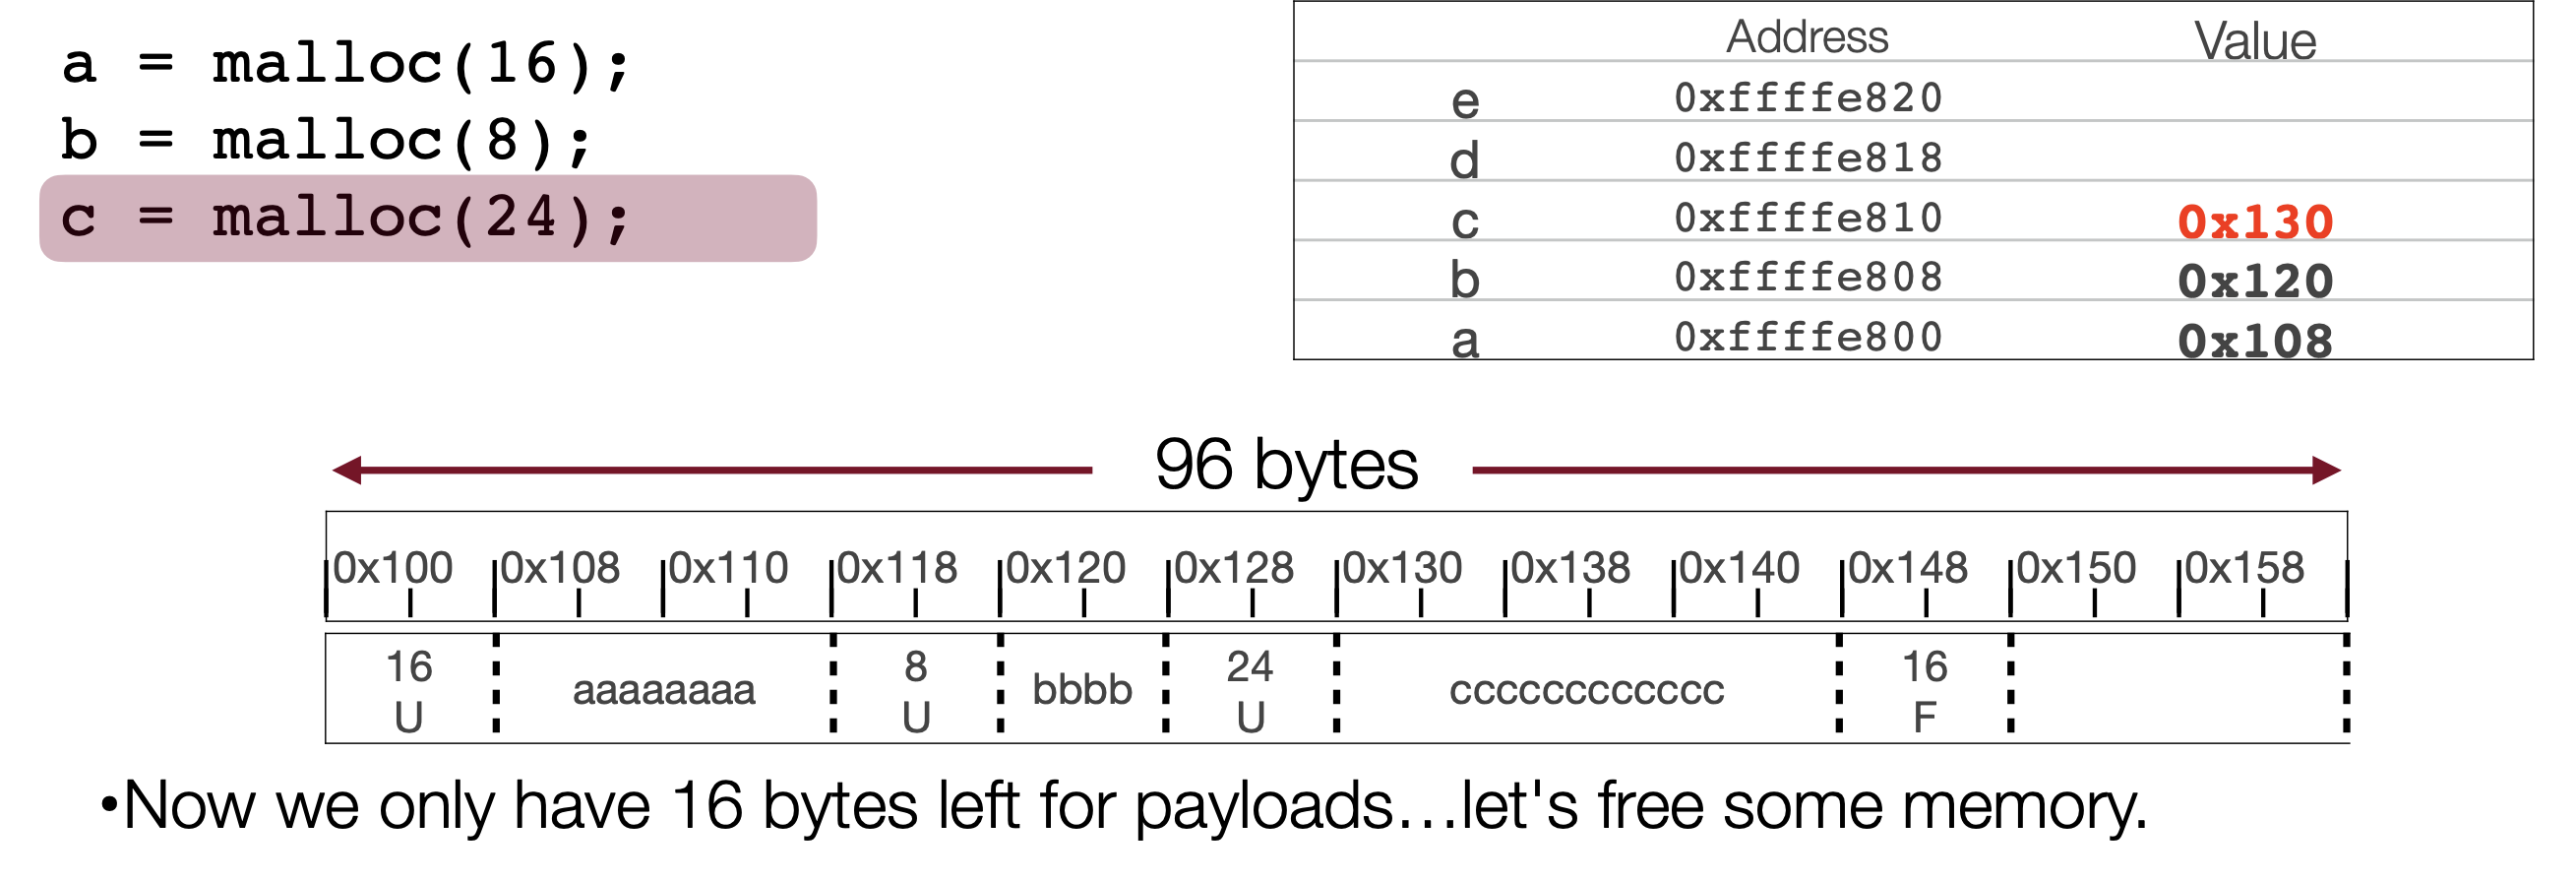 a = malloc(16);
b = malloc(8);
c = malloc(24);
Address Value
e 0xffffe820
d 0xffffe818
c 0xffffe810 0x130
b 0xffffe808 0x120
a 0xffffe800 0x108
96 bytes
0x100 0x108 0x110 0x118 0x120 0x128 0x130 0x138 0x140 0x148 0x150 0x158
16 8 24 16
aaaaaaaa bbbb cccccccccccc
U U U F
•Now we only have 16 bytes left for payloads...let's free some memory.